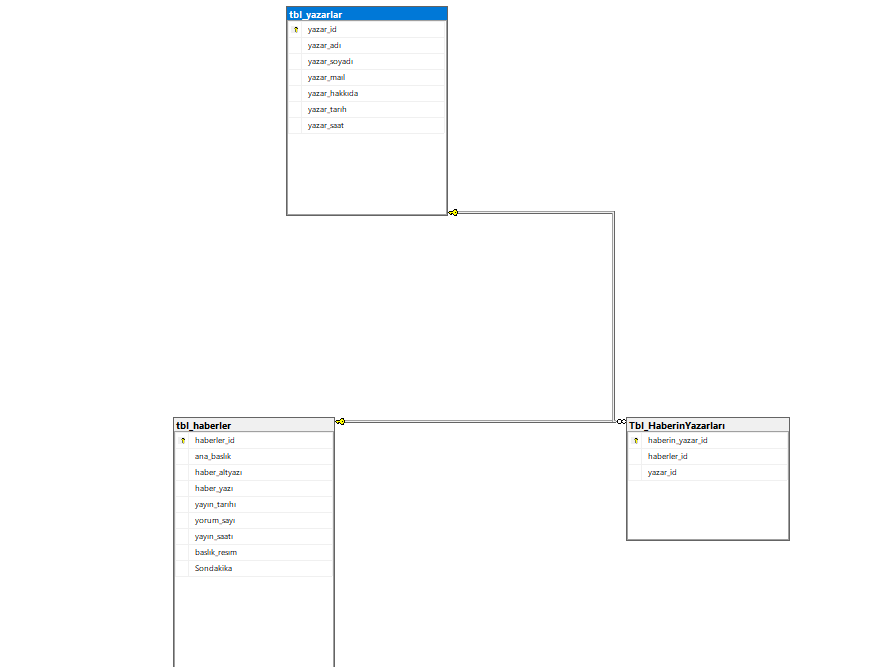 tbl_yazarlar
yazar_id
yazar_adı
yazar_soyadı
yazar_mail
yazar_hakkıda
yazar_tarih
yazar_saat
tbl_haberler
haberler_id
ana_baslık
haber_altyazı
haber_yazı
yayın_tarihı
yorum_sayı
yayın_saatı
baslık_resım
Sondakika
Tbl_HaberinYazarları
haberin_yazar_id
haberler_id
yazar_id